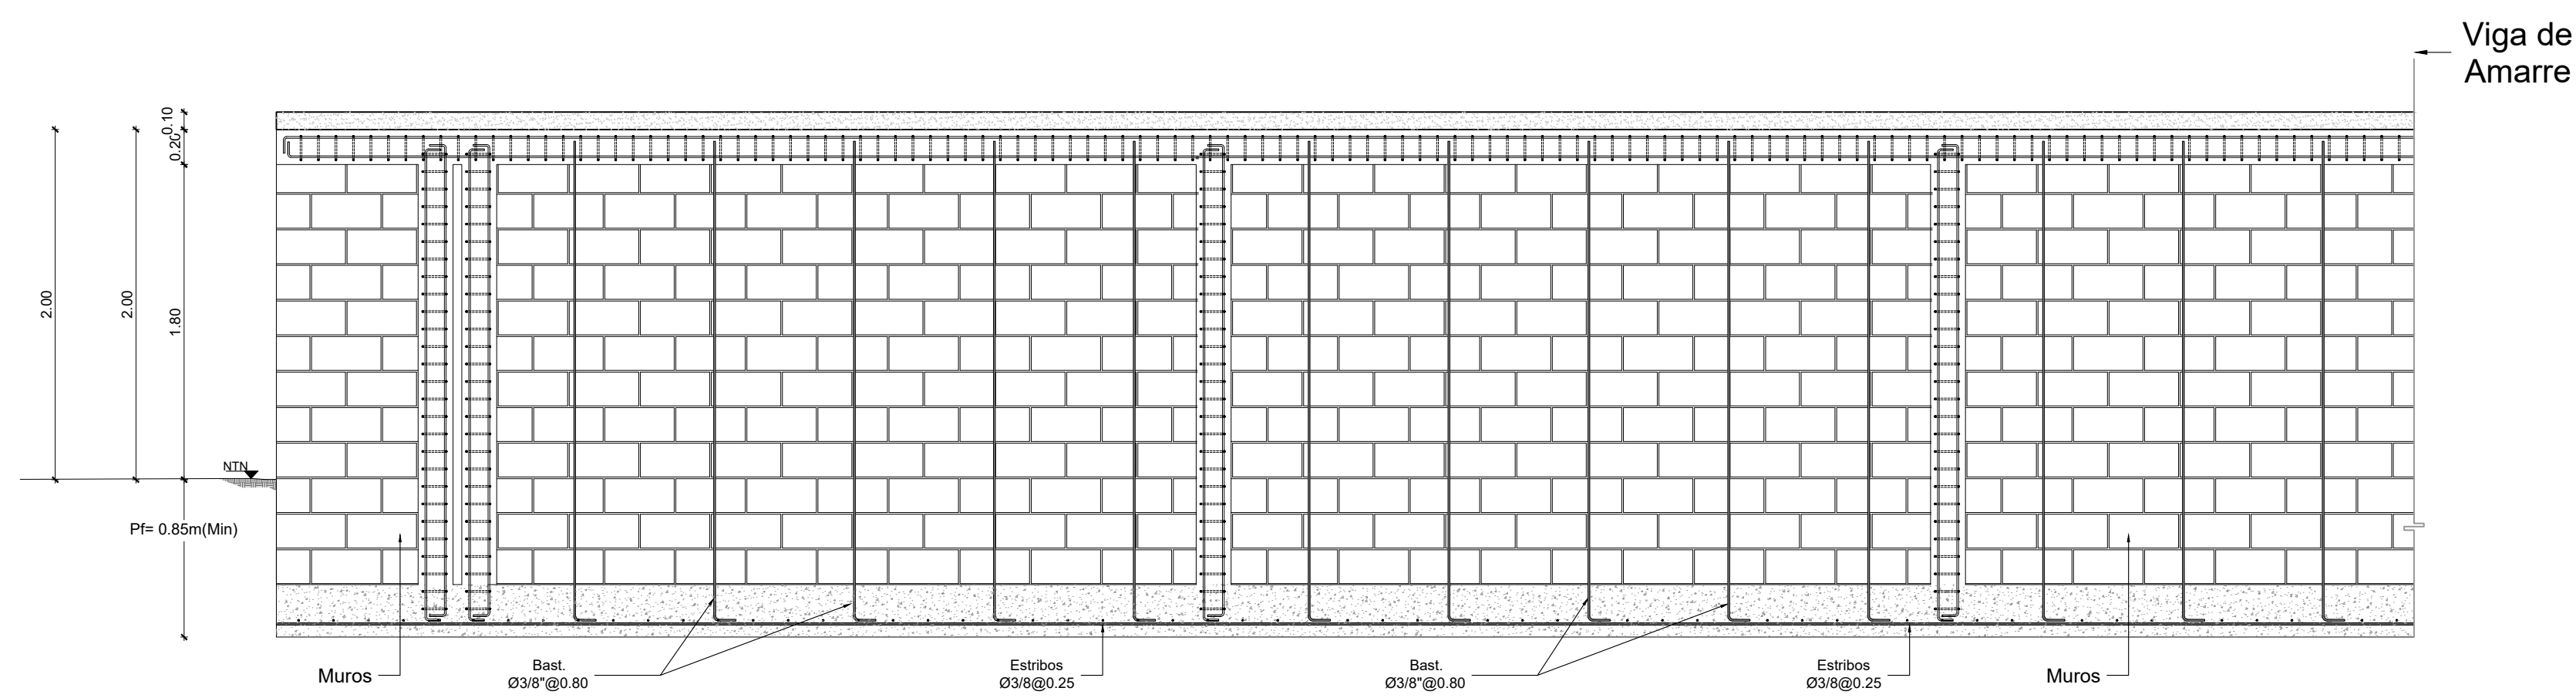 Viga de
Amarre
0.10
0.20
2.00
2.00
1.80
NTN
Pf= 0.85m(Min)
Muros
Bast.
Ø3/8"@0.80
Estribos
Ø3/8@0.25
Bast.
Ø3/8"@0.80
Estribos
Ø3/8@0.25
Muros